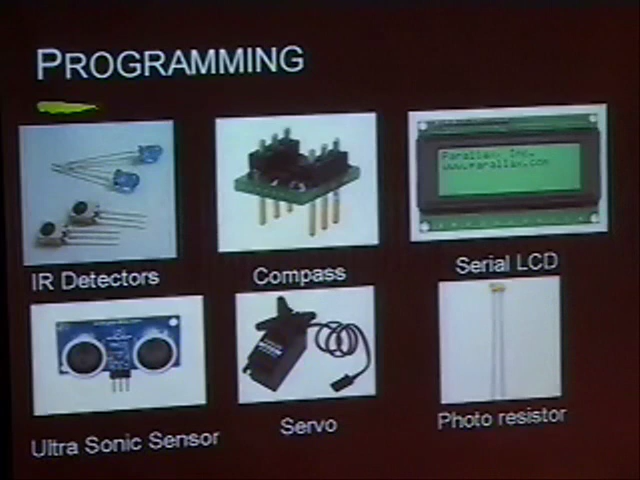 PROGRAMMING
Parallax, Inc.
www.parallax.com
IR Detectors
Compass
Serial LCD
Ultra Sonic Sensor
Servo
Photo resistor